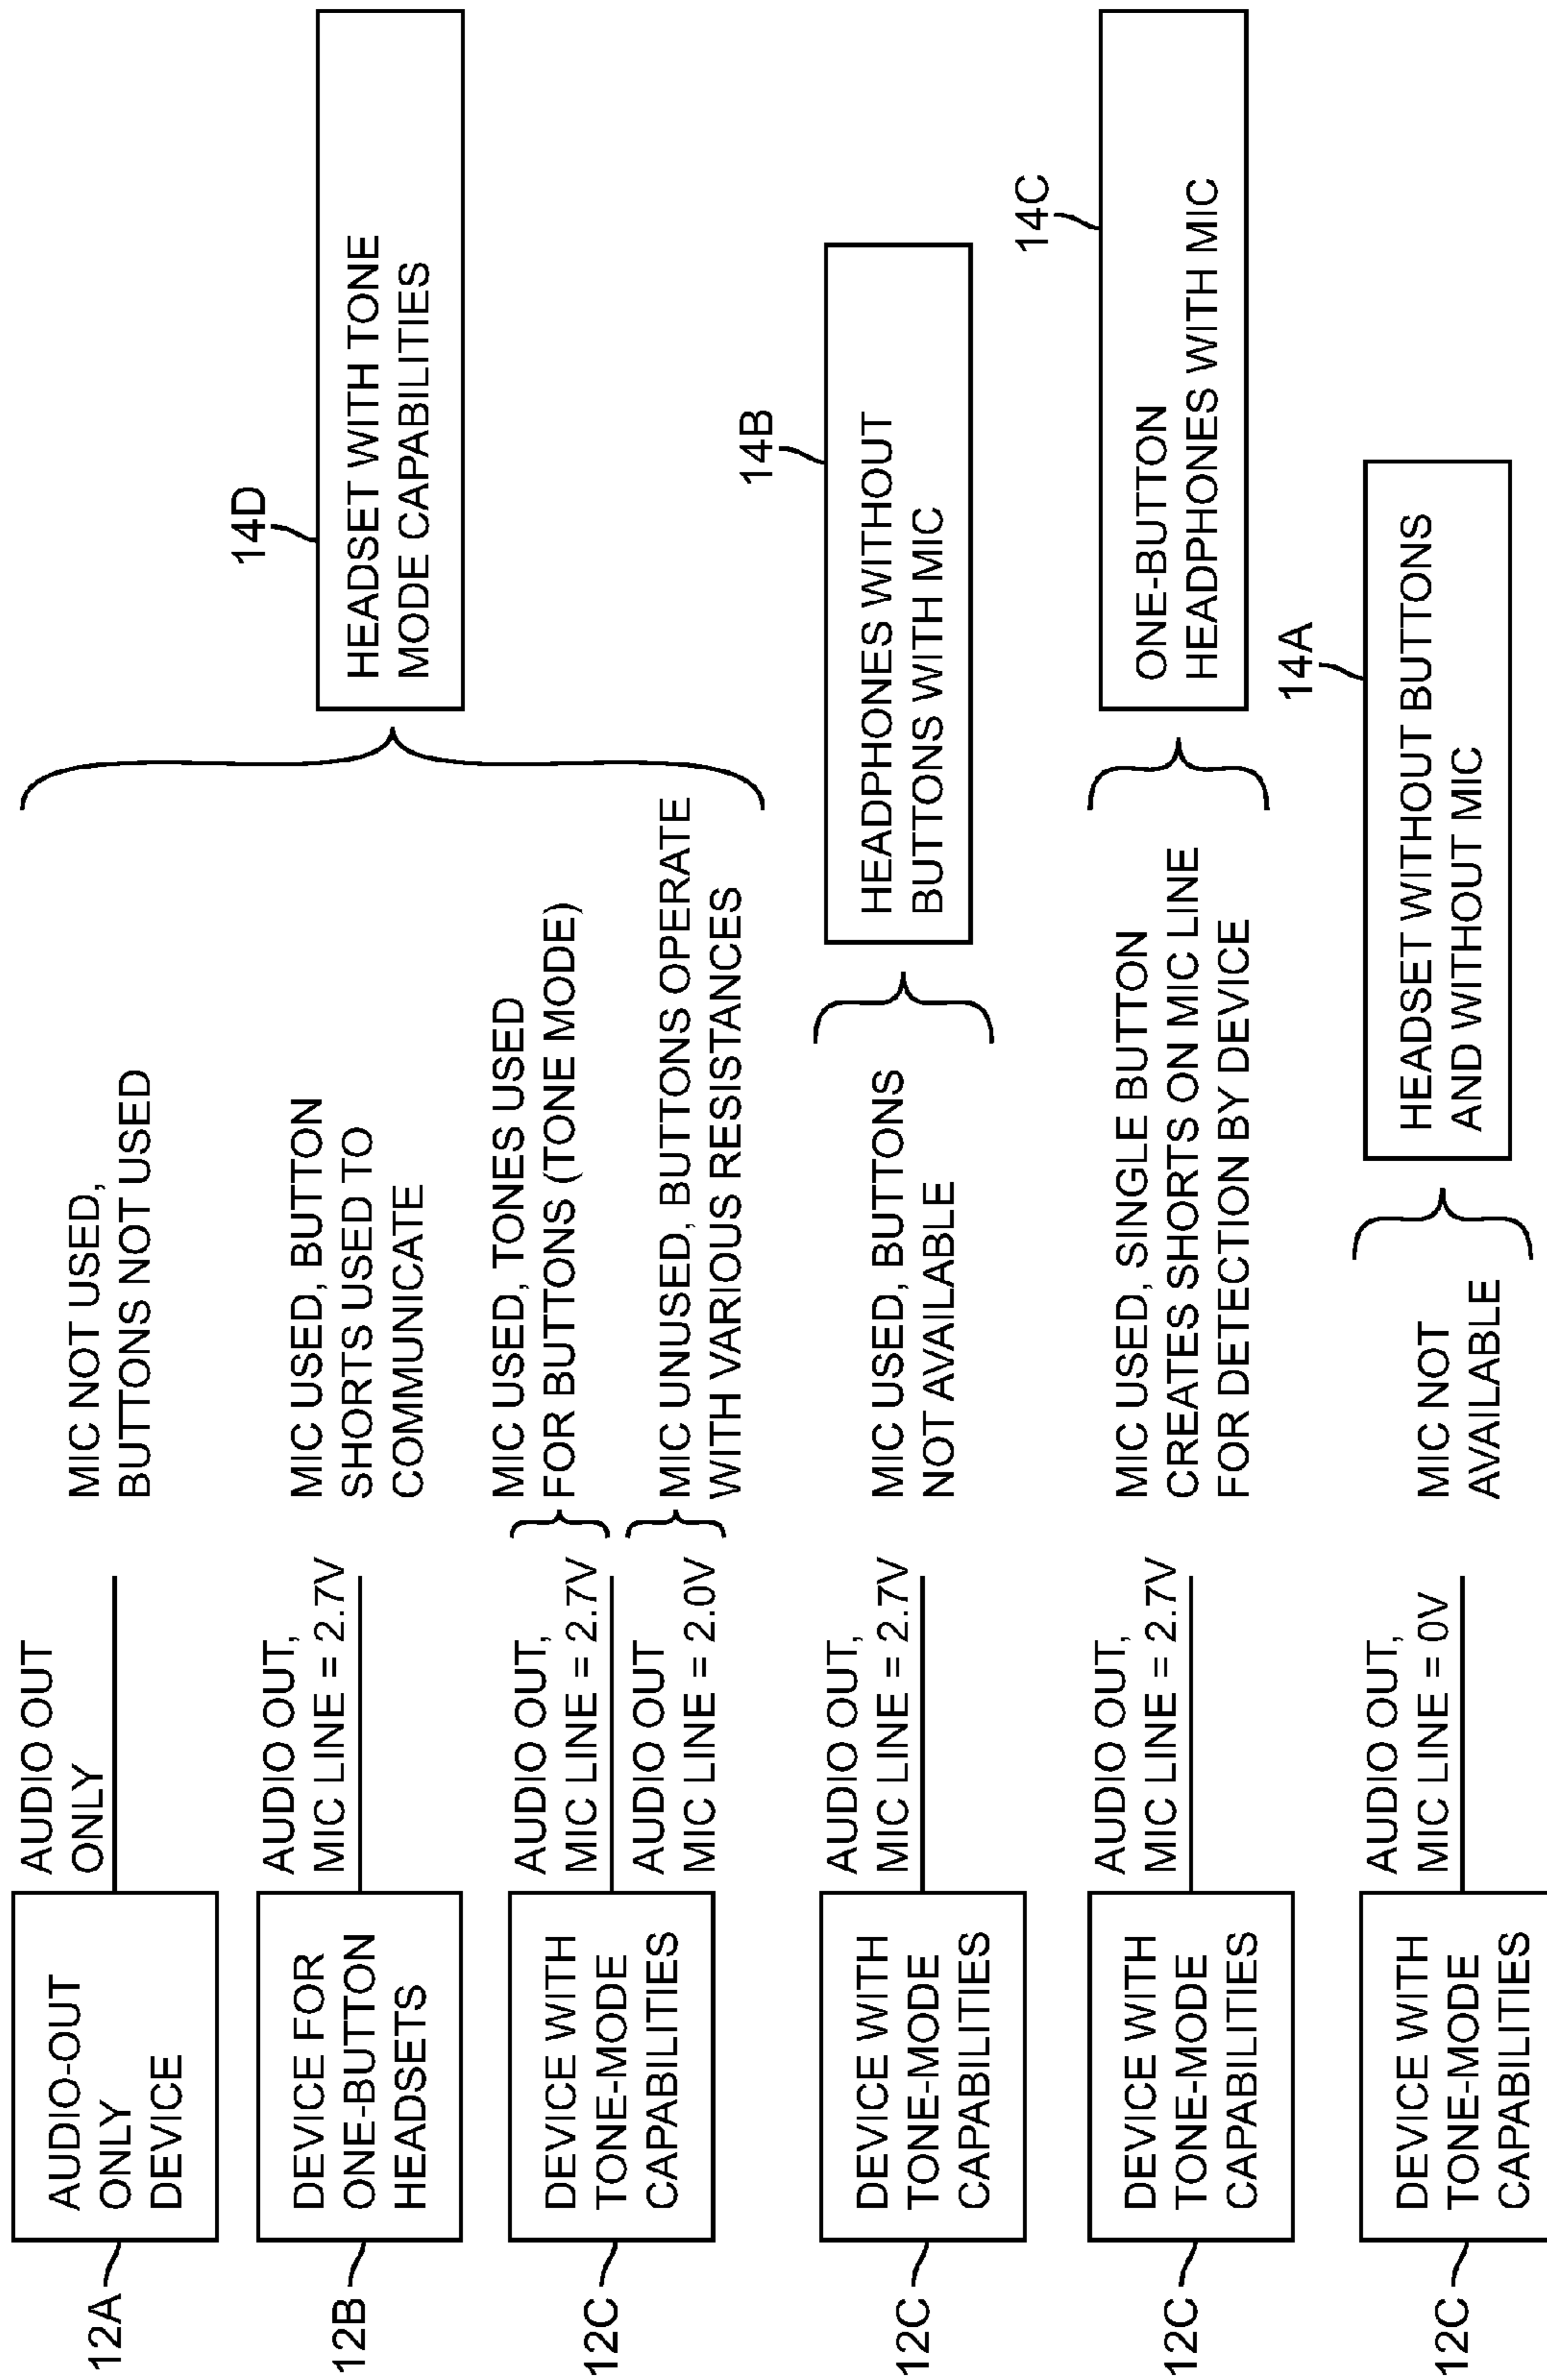 12A
AUDIO-OUT
ONLY
DEVICE
AUDIO OUT
ONLY
MIC NOT USED,
BUTTONS NOT USED
12B
DEVICE FOR
ONE-BUTTON
HEADSETS
AUDIO OUT,
MIC LINE = 2.7V
MIC USED, BUTTON
SHORTS USED TO
COMMUNICATE
12C
DEVICE WITH
TONE-MODE
CAPABILITIES
AUDIO OUT,
MIC LINE = 2.7V
MIC USED, TONES USED
FOR BUTTONS (TONE MODE)
AUDIO OUT
MIC LINE = 2.0V
MIC UNUSED, BUTTONS OPERATE
WITH VARIOUS RESISTANCES
14D
HEADSET WITH TONE
MODE CAPABILITIES
12C
DEVICE WITH
TONE-MODE
CAPABILITIES
AUDIO OUT,
MIC LINE = 2.7V
MIC USED, BUTTONS
NOT AVAILABLE
14B
HEADPHONES WITHOUT
BUTTONS WITH MIC
12C
DEVICE WITH
TONE-MODE
CAPABILITIES
AUDIO OUT,
MIC LINE = 2.7V
MIC USED, SINGLE BUTTON
CREATES SHORTS ON MIC LINE
FOR DETECTION BY DEVICE
14C
ONE-BUTTON
HEADPHONES WITH MIC
12C
DEVICE WITH
TONE-MODE
CAPABILITIES
AUDIO OUT,
MIC LINE = 0V
MIC NOT
AVAILABLE
14A
HEADSET WITHOUT BUTTONS
AND WITHOUT MIC